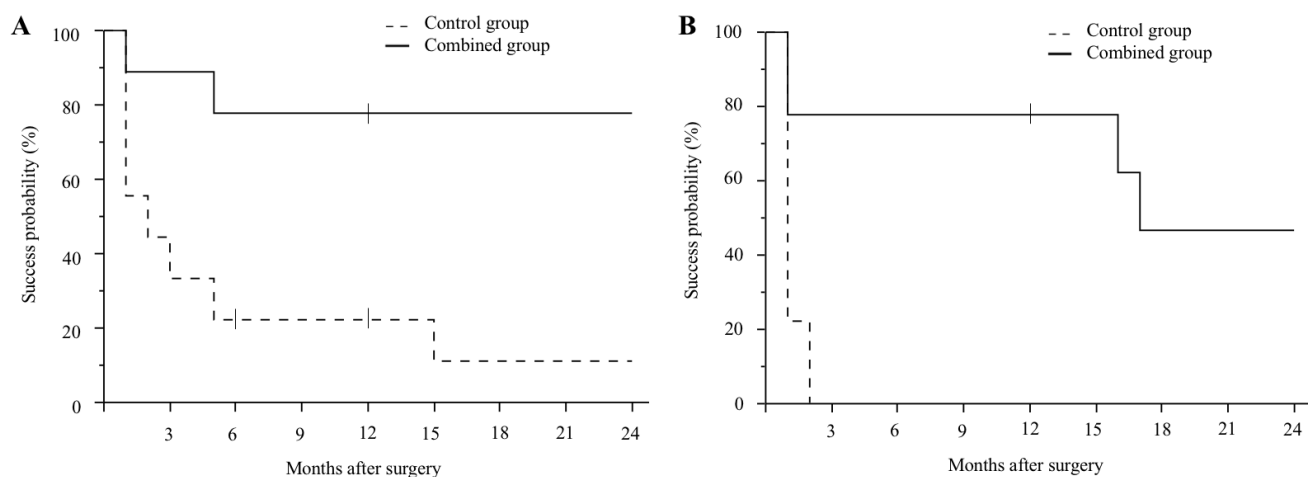 A
Control group
Combined group
100
80
60
40
20
0
Success probability (%)
3 6 9 12 15 18 21 24
Months after surgery
B
Control group
Combined group
100
80
60
40
20
0
Success probability (%)
3 6 9 12 15 18 21 24
Months after surgery